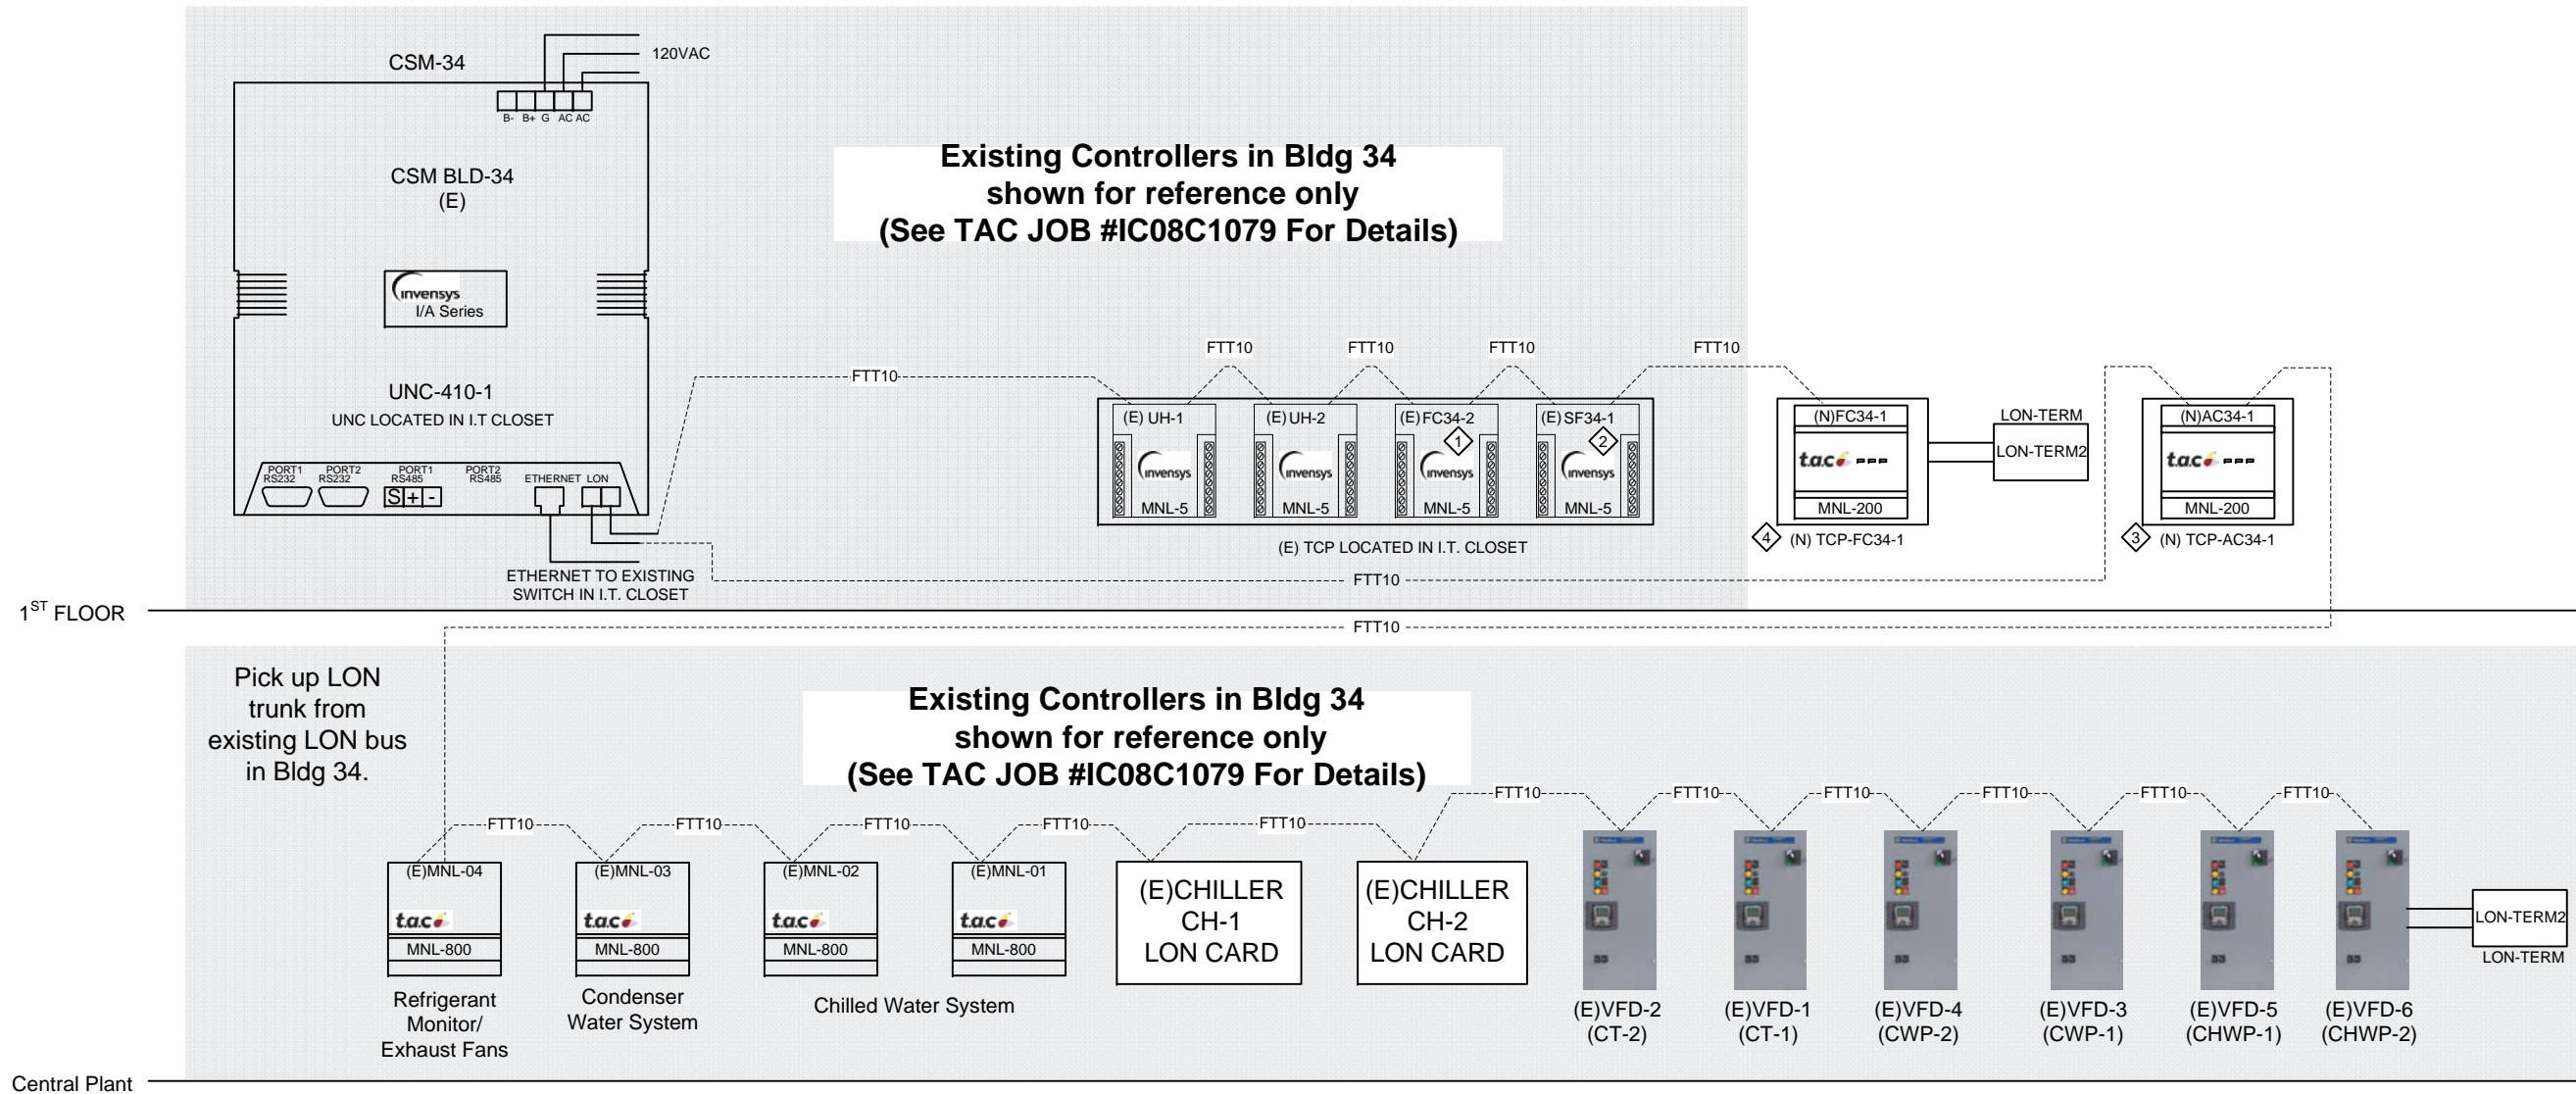 CSM-34
120VAC
B- B+ G AC AC
CSM BLD-34
(E)
invensys
I/A Series
UNC-410-1
UNC LOCATED IN I.T CLOSET
PORT1
RS232
PORT2
RS232
PORT1
RS485
PORT2
RS485
ETHERNET
LON
S + -
ETHERNET TO EXISTING
SWITCH IN I.T. CLOSET
Existing Controllers in Bldg 34
shown for reference only
(See TAC JOB #IC08C1079 For Details)
FTT10
FTT10
FTT10
FTT10
FTT10
(E) UH-1
invensys
MNL-5
(E) UH-2
invensys
MNL-5
(E) FC34-2
1
invensys
MNL-5
(E) SF34-1
2
invensys
MNL-5
(E) TCP LOCATED IN I.T. CLOSET
(N)FC34-1
t.a.c
MNL-200
4
(N) TCP-FC34-1
LON-TERM
LON-TERM2
(N)AC34-1
t.a.c
MNL-200
3
(N) TCP-AC34-1
FTT10
1ST FLOOR
FTT10
Pick up LON
trunk from
existing LON bus
in Bldg 34.
Existing Controllers in Bldg 34
shown for reference only
(See TAC JOB #IC08C1079 For Details)
FTT10
FTT10
FTT10
FTT10
FTT10
FTT10
FTT10
FTT10
FTT10
FTT10
FTT10
(E)MNL-04
t.a.c
MNL-800
Refrigerant
Monitor/
Exhaust Fans
(E)MNL-03
t.a.c
MNL-800
Condenser
Water System
(E)MNL-02
t.a.c
MNL-800
(E)MNL-01
t.a.c
MNL-800
Chilled Water System
(E)CHILLER
CH-1
LON CARD
(E)CHILLER
CH-2
LON CARD
(E)VFD-2
(CT-2)
(E)VFD-1
(CT-1)
(E)VFD-4
(CWP-2)
(E)VFD-3
(CWP-1)
(E)VFD-5
(CHWP-1)
(E)VFD-6
(CHWP-2)
LON-TERM2
LON-TERM
Central Plant